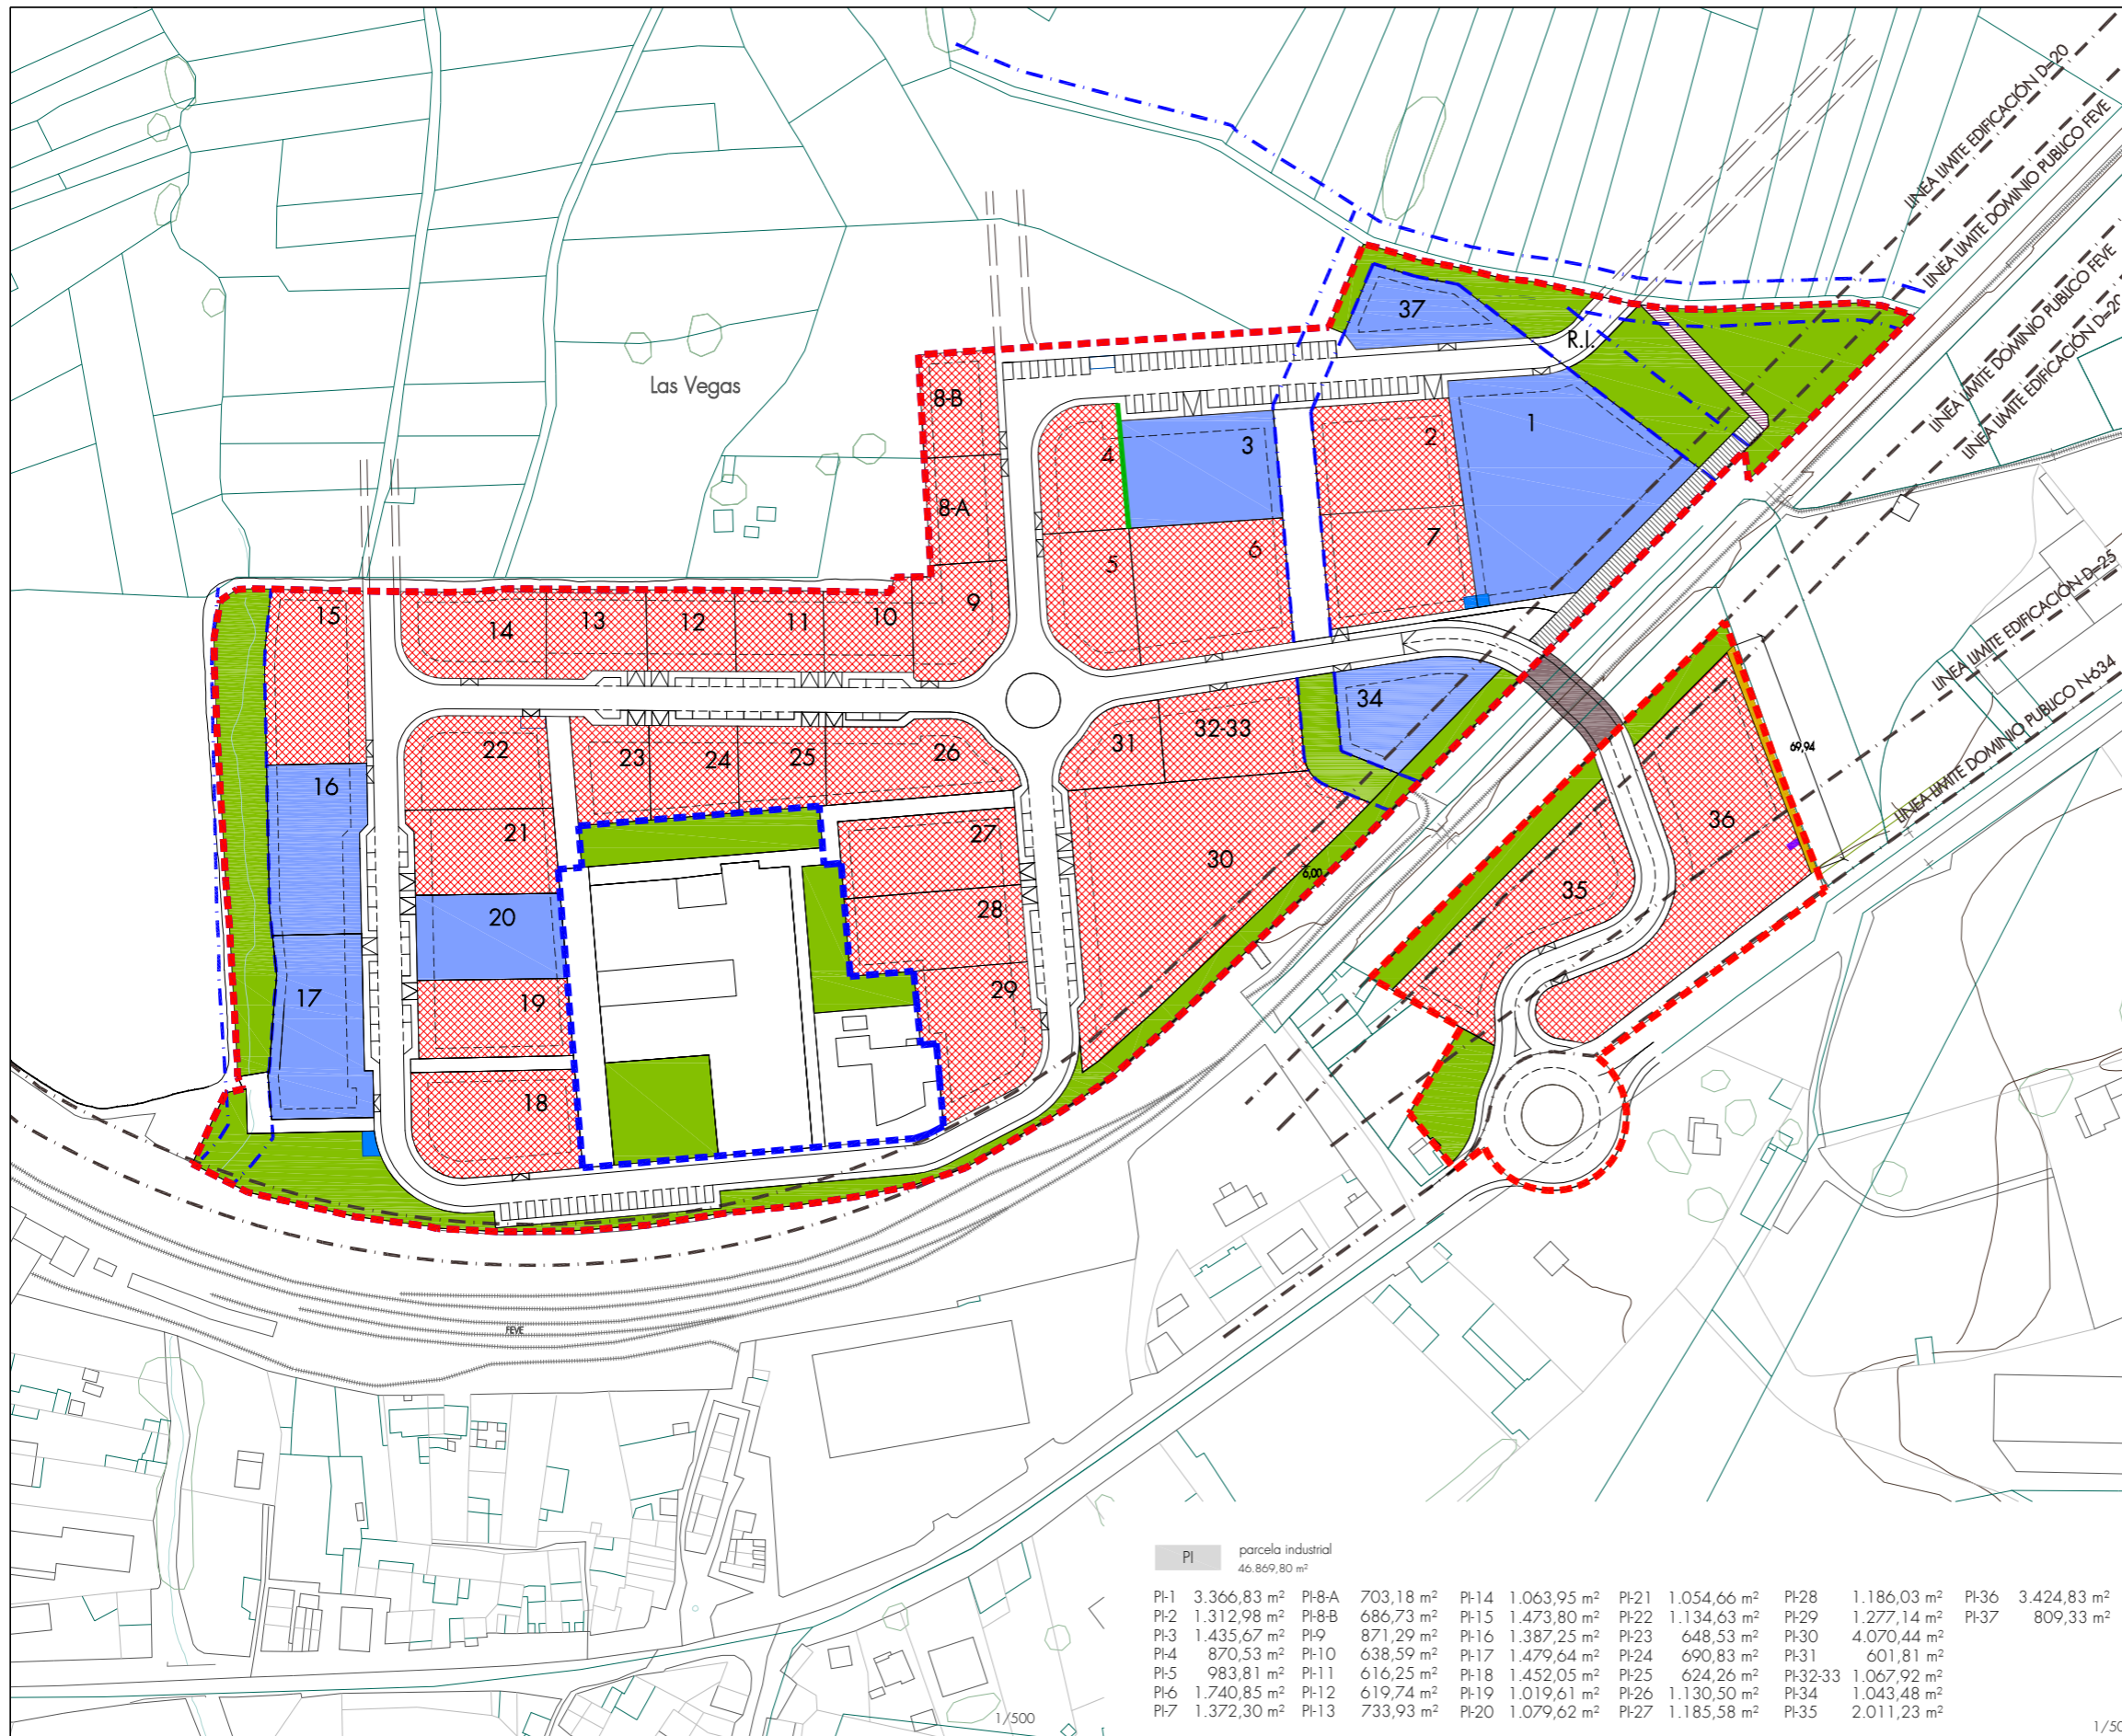 LINEA LIMITE EDIFICACIÓN D=20
LINEA LIMITE DOMINIO PUBLICO FEVE
LINEA LIMITE DOMINIO PUBLICO FEVE
LINEA LIMITE EDIFICACIÓN D=20
37
R.I.
Las Vegas
8-B
4
3
2
1
8-A
5
6
7
LINEA LIMITE EDIFICACIÓN D=25
LINEA LIMITE DOMINIO PUBLICO N-634
15
14
13
12
11
10
9
34
69,94
16
22
23
24
25
26
31
32-33
21
27
30
36
6,00
35
20
28
17
19
29
18
FEVE
1/500
PI
parcela industrial
46.869,80 m²
PI-1 3.366,83 m² PI-8-A 703,18 m² PI-14 1.063,95 m² PI-21 1.054,66 m² PI-28 1.186,03 m² PI-36 3.424,83 m²
PI-2 1.312,98 m² PI-8-B 686,73 m² PI-15 1.473,80 m² PI-22 1.134,63 m² PI-29 1.277,14 m² PI-37 809,33 m²
PI-3 1.435,67 m² PI-9 871,29 m² PI-16 1.387,25 m² PI-23 648,53 m² PI-30 4.070,44 m²
PI-4 870,53 m² PI-10 638,59 m² PI-17 1.479,64 m² PI-24 690,83 m² PI-31 601,81 m²
PI-5 983,81 m² PI-11 616,25 m² PI-18 1.452,05 m² PI-25 624,26 m² PI-32-33 1.067,92 m²
PI-6 1.740,85 m² PI-12 619,74 m² PI-19 1.019,61 m² PI-26 1.130,50 m² PI-34 1.043,48 m²
PI-7 1.372,30 m² PI-13 733,93 m² PI-20 1.079,62 m² PI-27 1.185,58 m² PI-35 2.011,23 m²
1/50